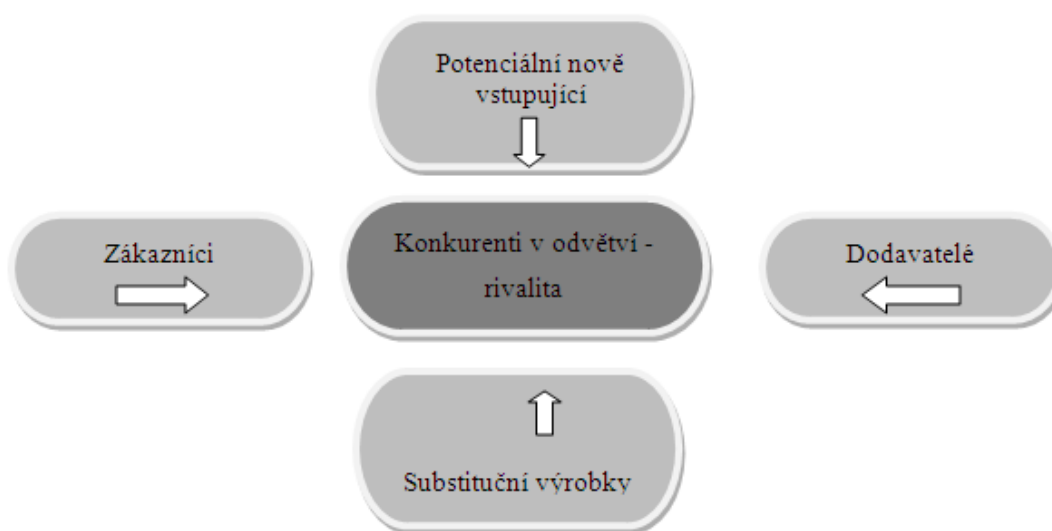 Potenciální nově
vstupující
Zákazníci
Konkurenti v odvětví -
rivalita
Dodavatelé
Substituční výrobky